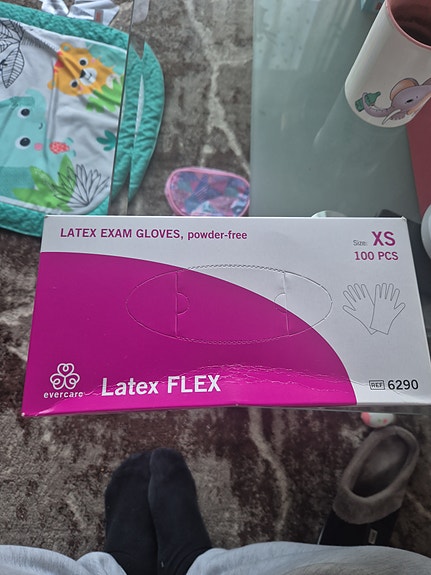 LATEX EXAM GLOVES, powder-free
Size: XS
100 PCS
evercare
Latex FLEX
REF 6290